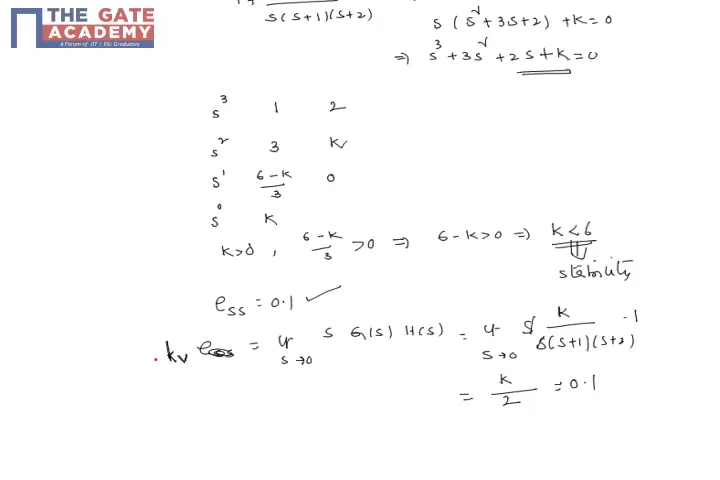 THE GATE ACADEMY
A Forum of IIT / IISc Graduates
s(s+1)(s+2)
s(s²+3s+2)+k=0
⇒ s³+3s²+2s+k=0
s³ 1 2
s² 3 k
s¹ (6-k)/3 0
s⁰ k
k>0, (6-k)/3 >0 ⇒ 6-k>0 ⇒ k<6
stability
ess = 0.1 ✓
kv = Lt s→0 s G(s) H(s) = Lt s→0 s k/(s(s+1)(s+2)) .1
= k/2 = 0.1